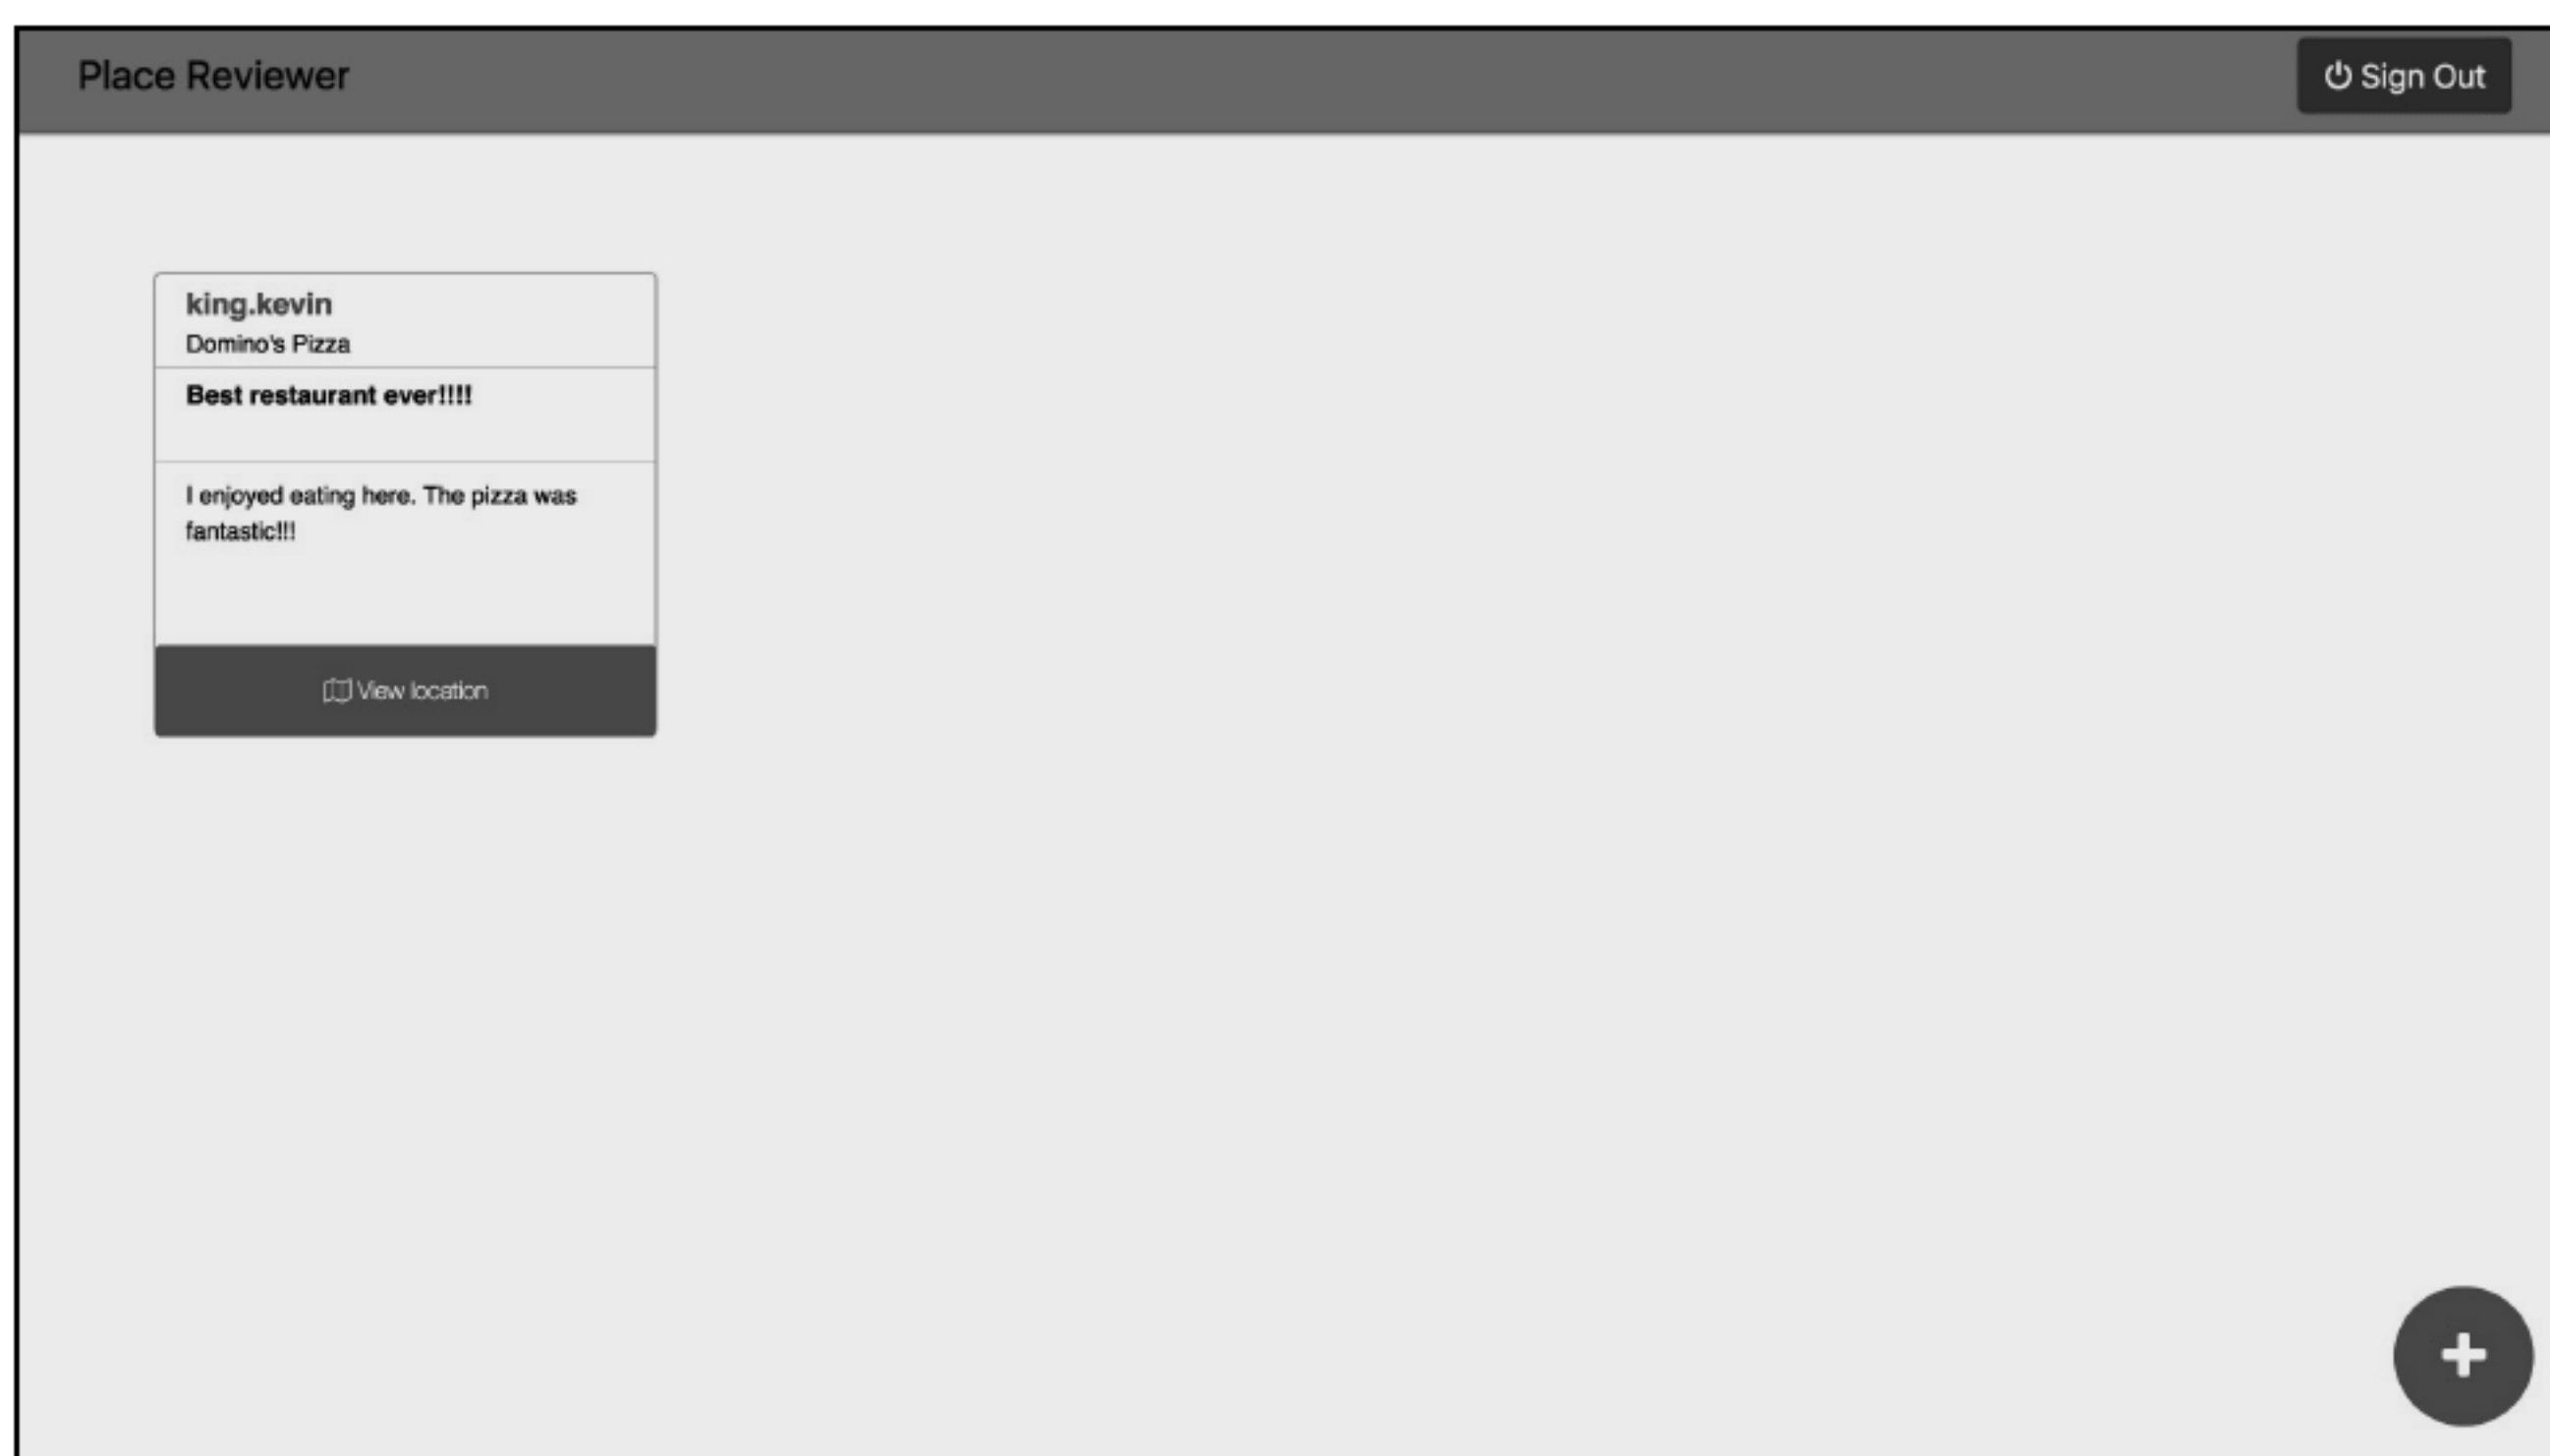 Place Reviewer
Sign Out
king.kevin
Domino's Pizza
Best restaurant ever!!!!
I enjoyed eating here. The pizza was
fantastic!!!
View location